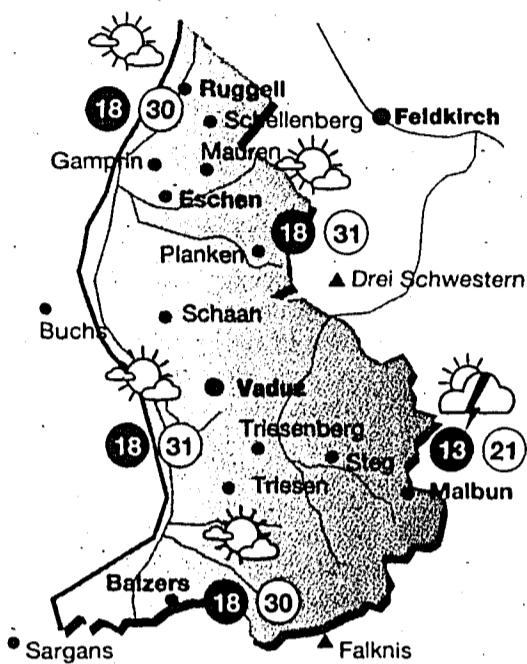 Ruggell
18 30
Schellenberg
Feldkirch
Gamprin
Mauren
Eschen
18 31
Planken
Drei Schwestern
Schaan
Buchs
Vaduz
Triesenberg
18 31
Steg
13 21
Triesen
Malbun
Balzers
18 30
Sargans
Falknis